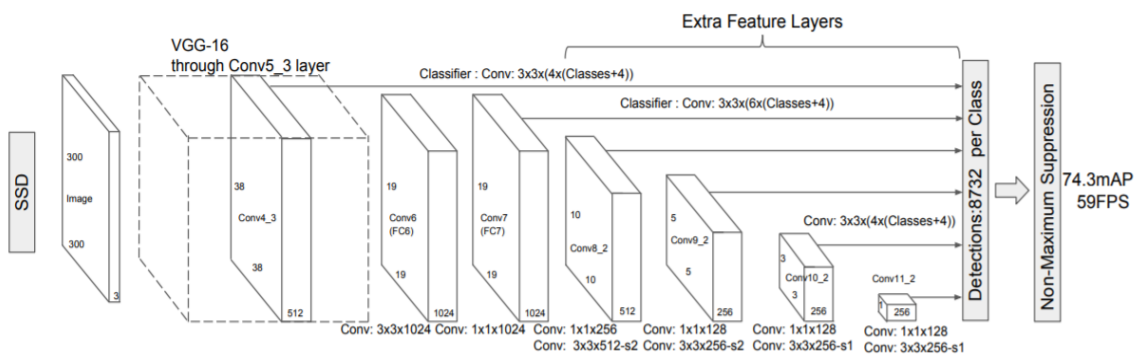 Extra Feature Layers
VGG-16
through Conv5_3 layer
Classifier : Conv: 3x3x(4x(Classes+4))
Classifier : Conv: 3x3x(6x(Classes+4))
SSD
300
Image
300
3
38
Conv4_3
38
512
19
Conv6
(FC6)
19
1024
19
Conv7
(FC7)
19
1024
10
Conv8_2
10
512
5
Conv9_2
5
256
Conv: 3x3x(4x(Classes+4))
3
Conv10_2
3
256
Conv11_2
1
256
Conv: 3x3x1024
Conv: 1x1x1024
Conv: 1x1x256
Conv: 3x3x512-s2
Conv: 1x1x128
Conv: 3x3x256-s2
Conv: 1x1x128
Conv: 3x3x256-s1
Conv: 1x1x128
Conv: 3x3x256-s1
Detections:8732 per Class
Non-Maximum Suppression
74.3mAP
59FPS